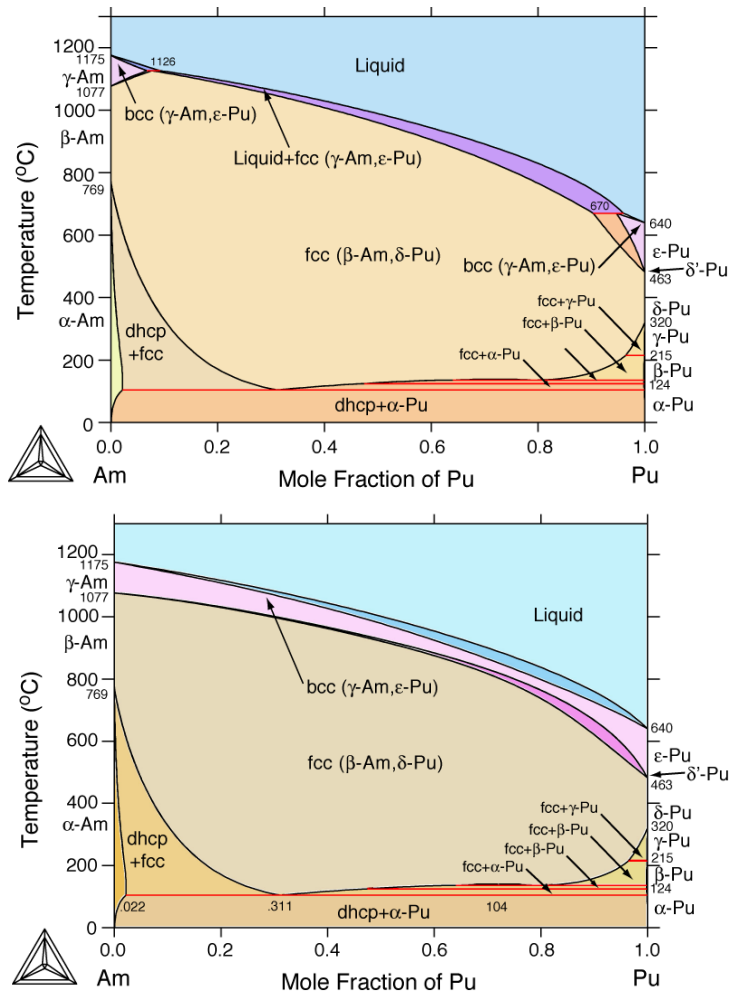 1200
1175
1126
Liquid
γ-Am
1077
bcc (γ-Am,ε-Pu)
1000
β-Am
Liquid+fcc (γ-Am,ε-Pu)
800
769
670
640
600
fcc (β-Am,δ-Pu)
bcc (γ-Am,ε-Pu)
ε-Pu
δ'-Pu
463
400
α-Am
fcc+γ-Pu
δ-Pu
320
fcc+β-Pu
γ-Pu
dhcp
+fcc
fcc+α-Pu
215
200
β-Pu
124
dhcp+α-Pu
α-Pu
0
Temperature (ºC)
0.0 0.2 0.4 0.6 0.8 1.0
Am Mole Fraction of Pu Pu
1200
1175
γ-Am
1077
1000
Liquid
β-Am
800
769
bcc (γ-Am,ε-Pu)
640
600
fcc (β-Am,δ-Pu)
ε-Pu
δ'-Pu
463
400
α-Am
fcc+γ-Pu
δ-Pu
320
fcc+β-Pu
γ-Pu
dhcp
+fcc
fcc+β-Pu
215
200
fcc+α-Pu
β-Pu
124
.022 .311 104
dhcp+α-Pu
α-Pu
0
Temperature (ºC)
0.0 0.2 0.4 0.6 0.8 1.0
Am Mole Fraction of Pu Pu